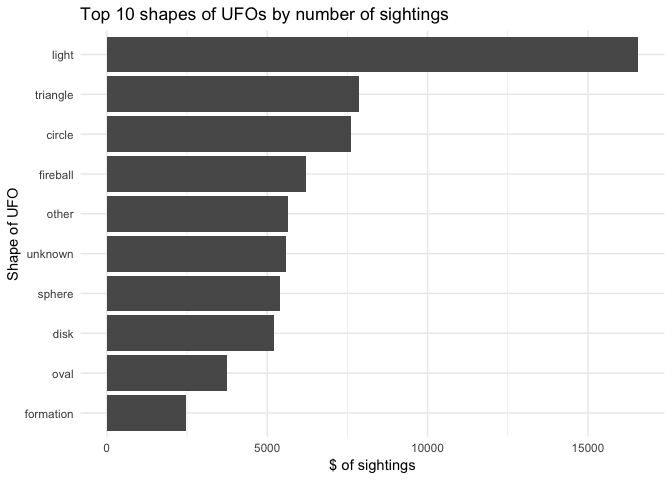 Top 10 shapes of UFOs by number of sightings
light
triangle
circle
fireball
other
unknown
sphere
disk
oval
formation
Shape of UFO
0 5000 10000 15000
$ of sightings